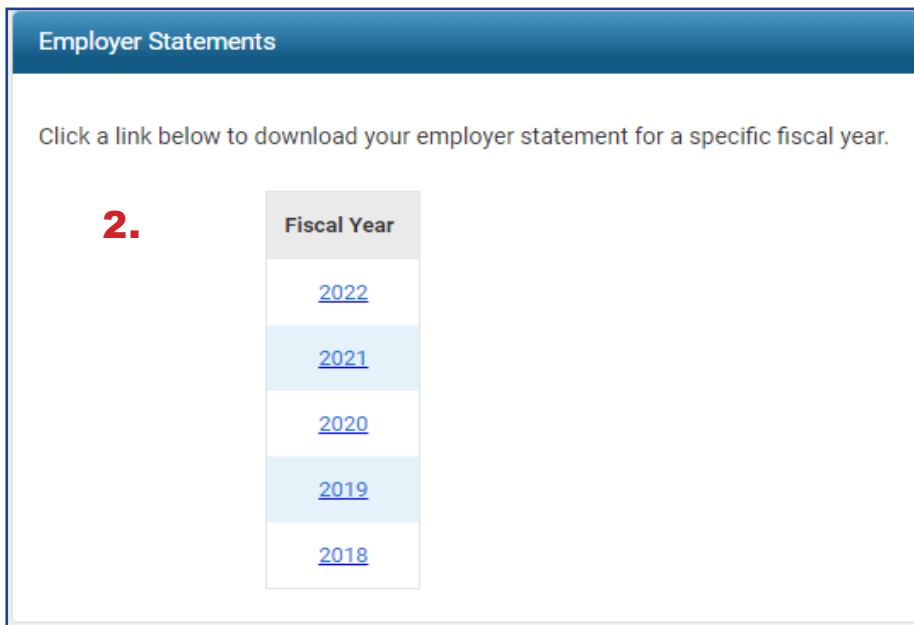 Employer Statements
Click a link below to download your employer statement for a specific fiscal year.
2.
Fiscal Year
2022
2021
2020
2019
2018